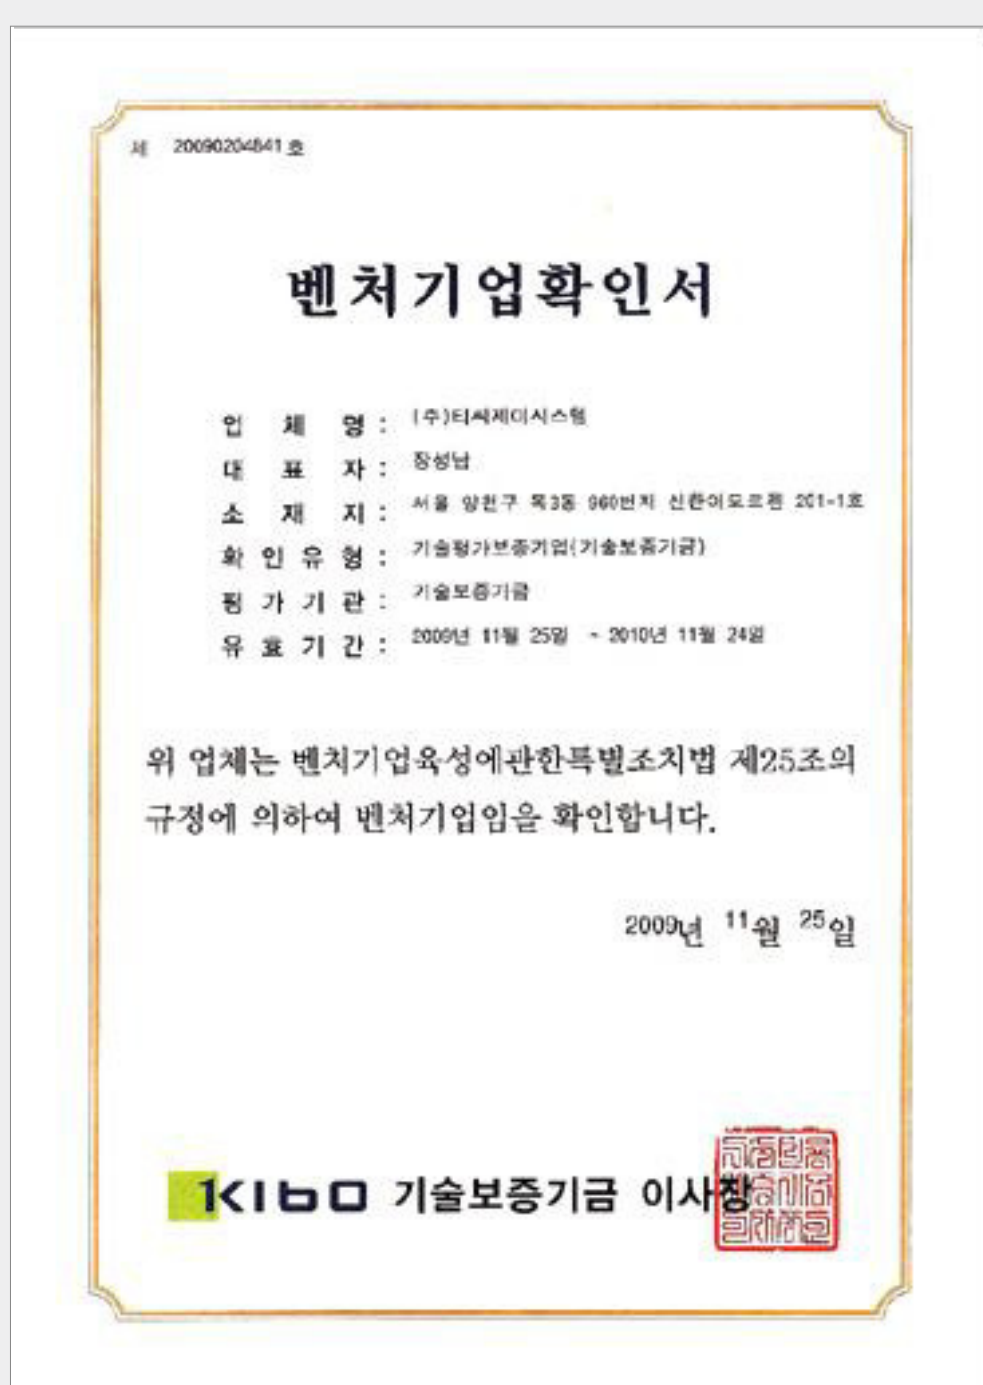 제 20090204841 호
벤처기업확인서
업 체 명 : (주)티씨제이시스템
대 표 자 : 장성남
소 재 지 : 서울 양천구 목3동 960번지 신한이모르젠 201-1호
확 인 유 형 : 기술평가보증기업(기술보증기금)
평 가 기 관 : 기술보증기금
유 효 기 간 : 2009년 11월 25일 ~ 2010년 11월 24일
위 업체는 벤처기업육성에관한특별조치법 제25조의
규정에 의하여 벤처기업임을 확인합니다.
2009년 11월 25일
KIBO 기술보증기금 이사장